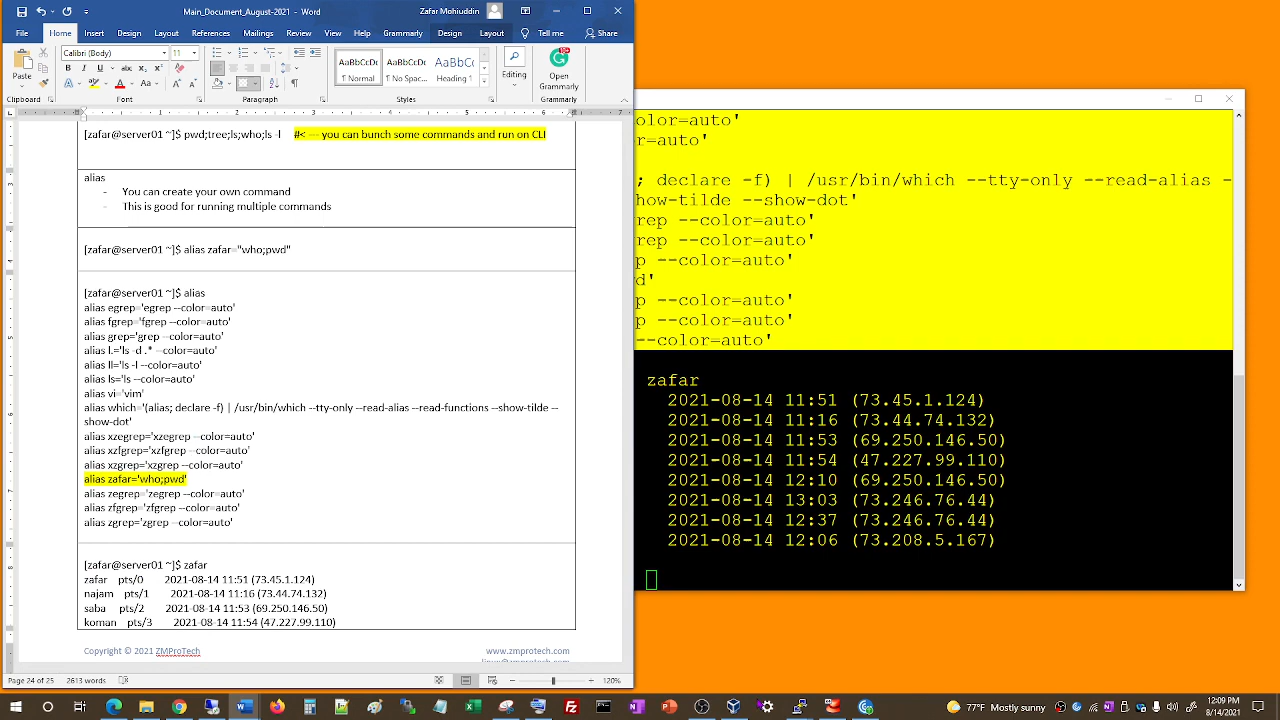 Main_Document_August-2021 - Word
Zafar Mohiuddin
File Home Insert Draw Design Layout References Mailings Review View Help Grammarly Design Layout Tell me Share
Calibri (Body) 11
Paste
Clipboard Font Paragraph Styles
AaBbCcDc AaBbCcDc AaBbCc
¶ Normal ¶ No Spac... Heading 1
Editing
Open
Grammarly
[zafar@server01 ~]$ pwd;tree;ls;who;ls -l #< --- you can bunch some commands and run on CLI
alias
- You can create your own command
- This is good for running multiple commands
[zafar@server01 ~]$ alias zafar="who;pwd"
[zafar@server01 ~]$ alias
alias egrep='egrep --color=auto'
alias fgrep='fgrep --color=auto'
alias grep='grep --color=auto'
alias l.='ls -d .* --color=auto'
alias ll='ls -l --color=auto'
alias ls='ls --color=auto'
alias vi='vim'
alias which='(alias; declare -f) | /usr/bin/which --tty-only --read-alias --read-functions --show-tilde --
show-dot'
alias xzegrep='xzegrep --color=auto'
alias xzfgrep='xzfgrep --color=auto'
alias xzgrep='xzgrep --color=auto'
alias zafar='who;pwd'
alias zegrep='zegrep --color=auto'
alias zfgrep='zfgrep --color=auto'
alias zgrep='zgrep --color=auto'
[zafar@server01 ~]$ zafar
zafar pts/0 2021-08-14 11:51 (73.45.1.124)
najam pts/1 2021-08-14 11:16 (73.44.74.132)
saba pts/2 2021-08-14 11:53 (69.250.146.50)
koman pts/3 2021-08-14 11:54 (47.227.99.110)
Copyright © 2021 ZMProTech www.zmprotech.com
Page 24 of 25 2613 words 120%
olor=auto'
r=auto'
; declare -f) | /usr/bin/which --tty-only --read-alias -
how-tilde --show-dot'
rep --color=auto'
rep --color=auto'
p --color=auto'
d'
p --color=auto'
p --color=auto'
--color=auto'
zafar
2021-08-14 11:51 (73.45.1.124)
2021-08-14 11:16 (73.44.74.132)
2021-08-14 11:53 (69.250.146.50)
2021-08-14 11:54 (47.227.99.110)
2021-08-14 12:10 (69.250.146.50)
2021-08-14 13:03 (73.246.76.44)
2021-08-14 12:37 (73.246.76.44)
2021-08-14 12:06 (73.208.5.167)
77°F Mostly sunny
12:09 PM
8/14/2021